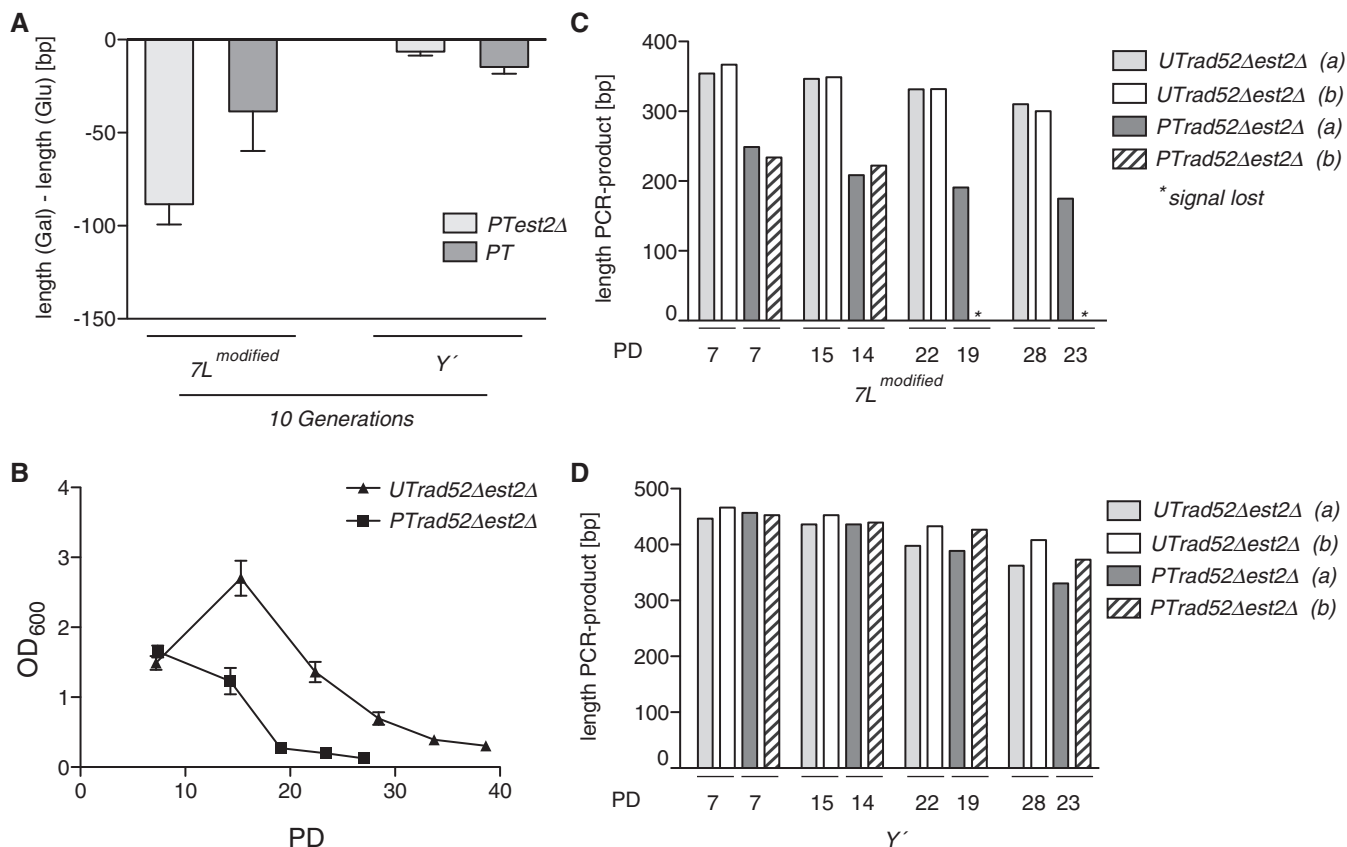 A
length (Gal) - length (Glu) [bp]
0
-50
-100
-150
PTest2Δ
PT
7L modified
Y´
10 Generations
B
OD600
4
3
2
1
0
0 10 20 30 40
PD
UTrad52Δest2Δ
PTrad52Δest2Δ
C
length PCR-product [bp]
400
300
200
100
0
* *
PD 7 7 15 14 22 19 28 23
7L modified
UTrad52Δest2Δ (a)
UTrad52Δest2Δ (b)
PTrad52Δest2Δ (a)
PTrad52Δest2Δ (b)
* signal lost
D
length PCR-product [bp]
500
400
300
200
100
0
PD 7 7 15 14 22 19 28 23
Y´
UTrad52Δest2Δ (a)
UTrad52Δest2Δ (b)
PTrad52Δest2Δ (a)
PTrad52Δest2Δ (b)